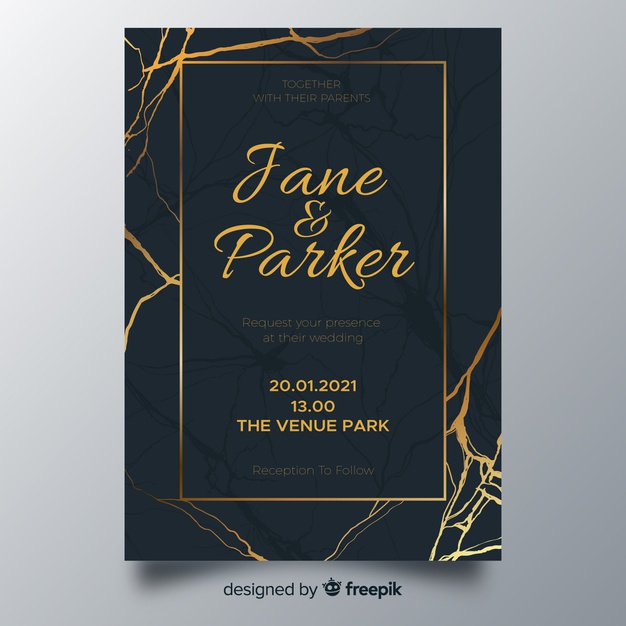 TOGETHER
WITH THEIR PARENTS
Jane
&
Parker
Request your presence
at their wedding
20.01.2021
13.00
THE VENUE PARK
Reception To Follow
designed by freepik